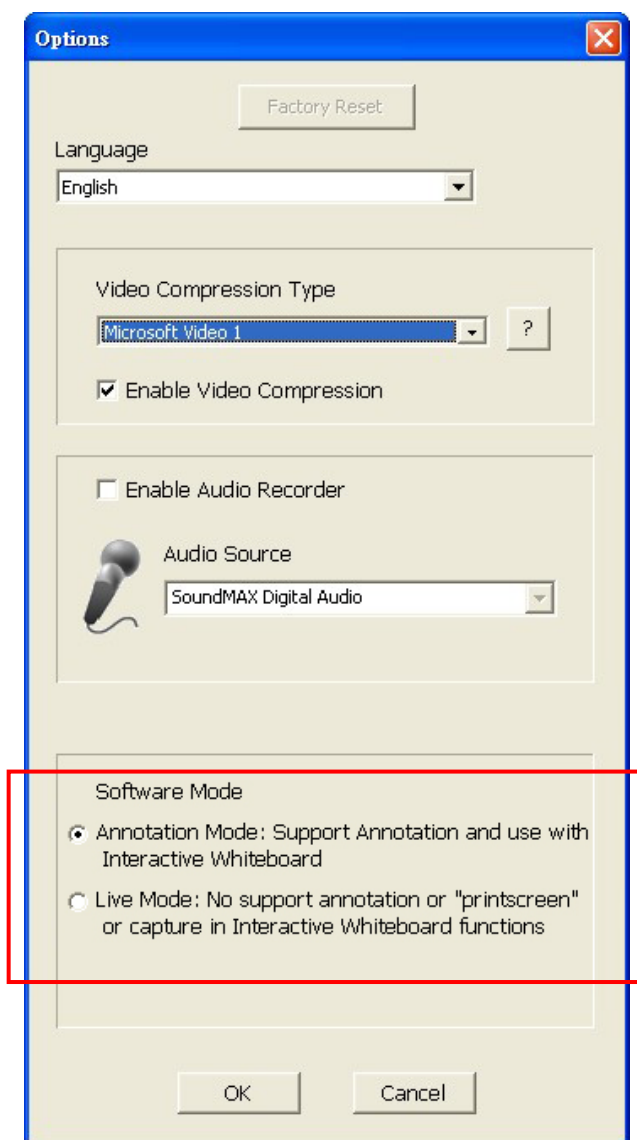 Options
Factory Reset
Language
English
Video Compression Type
Microsoft Video 1
?
Enable Video Compression
Enable Audio Recorder
Audio Source
SoundMAX Digital Audio
Software Mode
Annotation Mode: Support Annotation and use with
Interactive Whiteboard
Live Mode: No support annotation or "printscreen"
or capture in Interactive Whiteboard functions
OK
Cancel